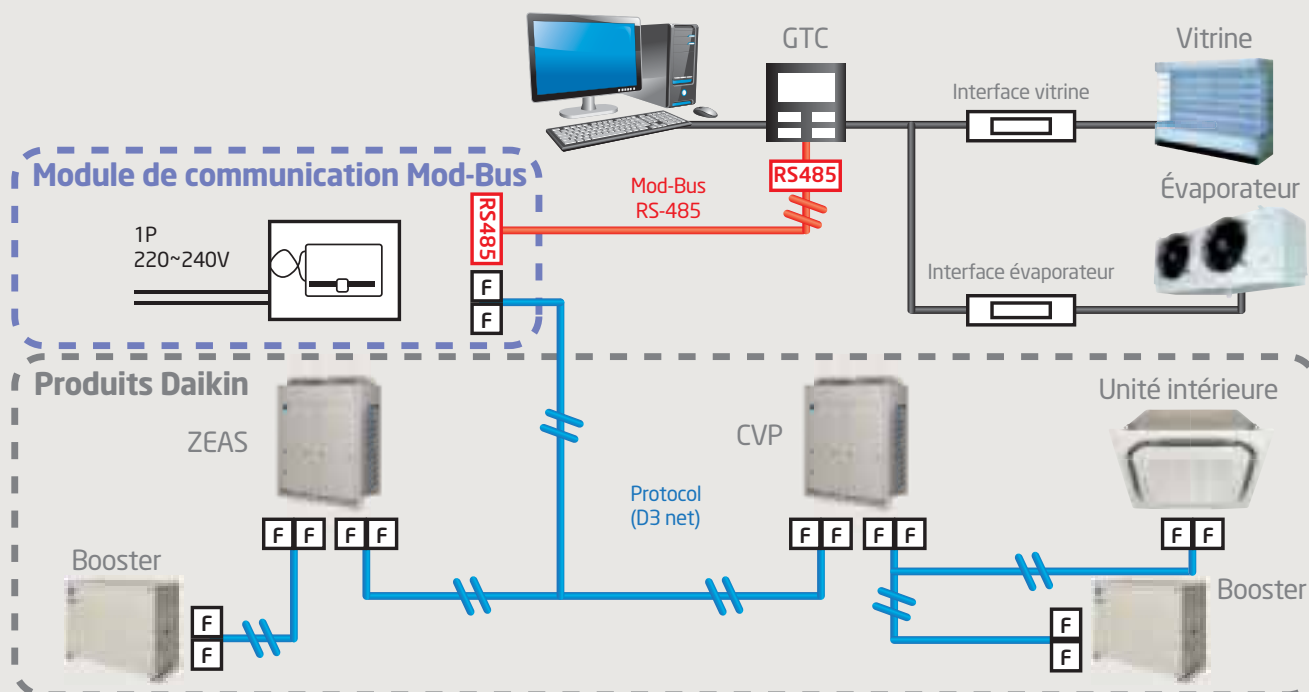 GTC
Vitrine
Interface vitrine
Module de communication Mod-Bus
RS485
Mod-Bus
RS-485
RS485
Évaporateur
1P
220~240V
Interface évaporateur
F
F
Produits Daikin
Unité intérieure
ZEAS
CVP
Protocol
(D3 net)
F F
F F
F F
F F
F F
Booster
Booster
F
F
F
F